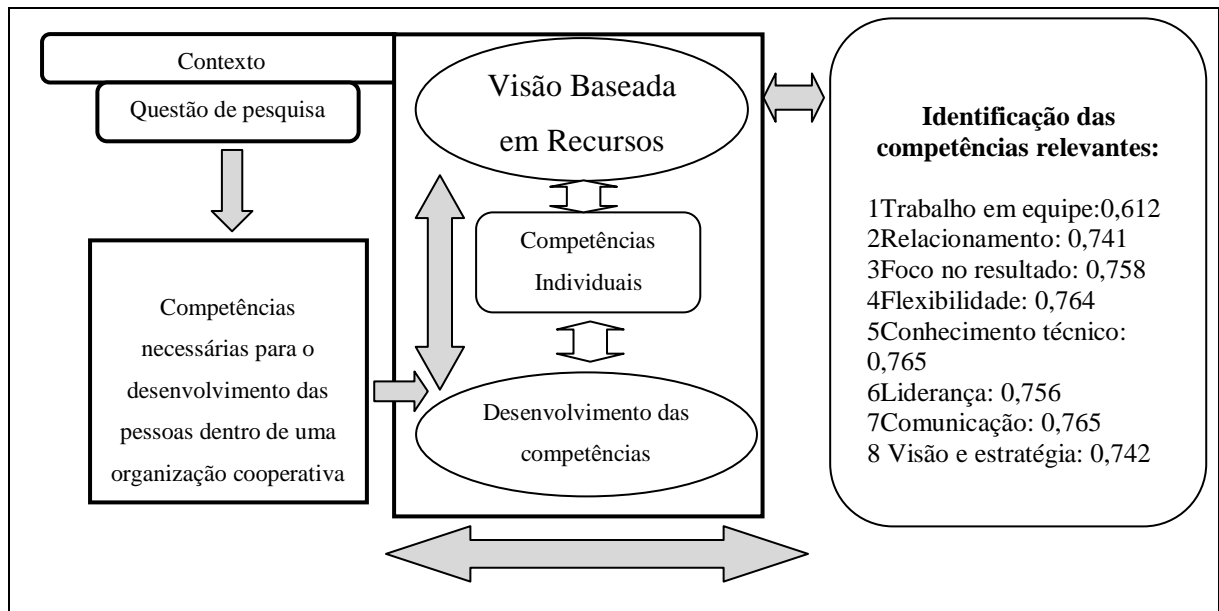 Contexto
Questão de pesquisa
Competências
necessárias para o
desenvolvimento das
pessoas dentro de uma
organização cooperativa
Visão Baseada
em Recursos
Competências
Individuais
Desenvolvimento das
competências
Identificação das
competências relevantes:
1Trabalho em equipe:0,612
2Relacionamento: 0,741
3Foco no resultado: 0,758
4Flexibilidade: 0,764
5Conhecimento técnico:
0,765
6Liderança: 0,756
7Comunicação: 0,765
8 Visão e estratégia: 0,742